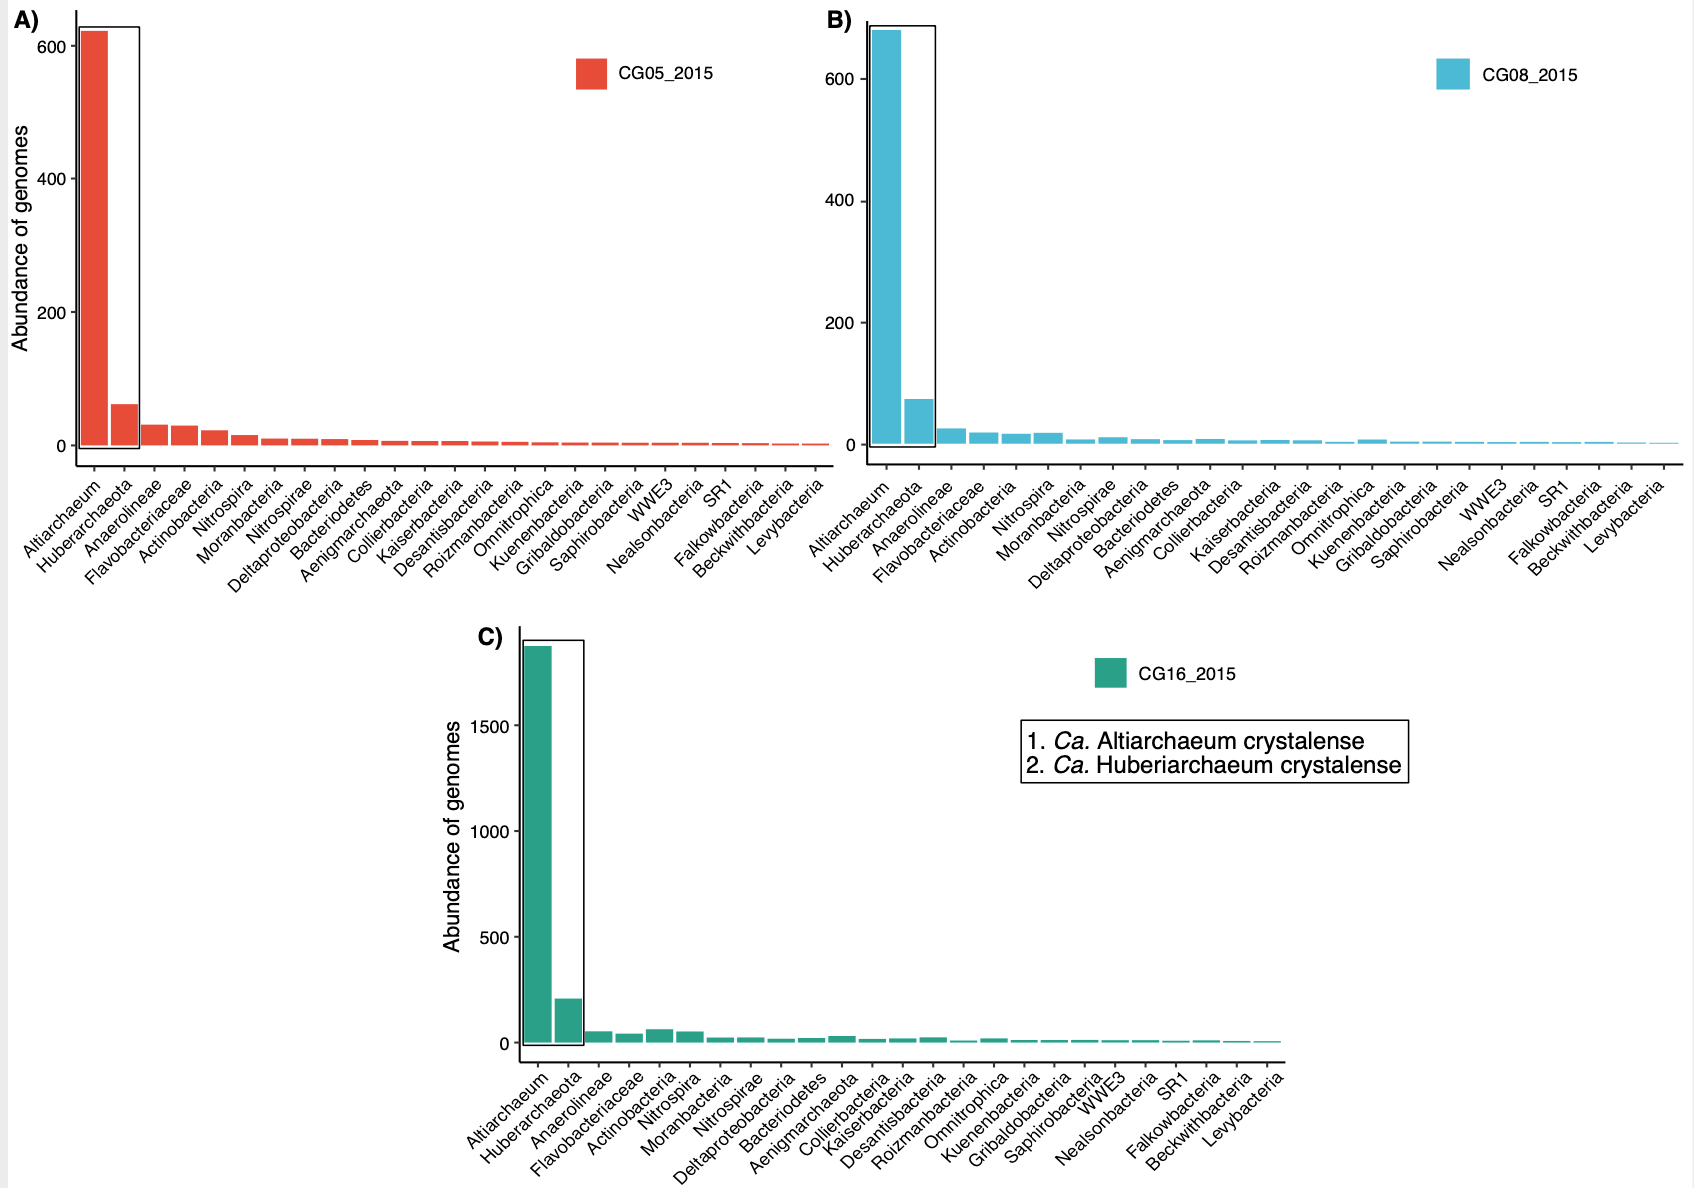 A)
CG05_2015
Abundance of genomes
600
400
200
0
Altiarchaeum
Huberarchaeota
Anaerolineae
Flavobacteriaceae
Actinobacteria
Nitrospira
Moranbacteria
Nitrospirae
Deltaproteobacteria
Bacteriodetes
Aenigmarchaeota
Collierbacteria
Kaiserbacteria
Desantisbacteria
Roizmanbacteria
Omnitrophica
Kuenenbacteria
Gribaldobacteria
Saphirobacteria
WWE3
Nealsonbacteria
SR1
Falkowbacteria
Beckwithbacteria
Levybacteria
B)
CG08_2015
600
400
200
0
Altiarchaeum
Huberarchaeota
Anaerolineae
Flavobacteriaceae
Actinobacteria
Nitrospira
Moranbacteria
Nitrospirae
Deltaproteobacteria
Bacteriodetes
Aenigmarchaeota
Collierbacteria
Kaiserbacteria
Desantisbacteria
Roizmanbacteria
Omnitrophica
Kuenenbacteria
Gribaldobacteria
Saphirobacteria
WWE3
Nealsonbacteria
SR1
Falkowbacteria
Beckwithbacteria
Levybacteria
C)
CG16_2015
1. Ca. Altiarchaeum crystalense
2. Ca. Huberiarchaeum crystalense
Abundance of genomes
1500
1000
500
0
Altiarchaeum
Huberarchaeota
Anaerolineae
Flavobacteriaceae
Actinobacteria
Nitrospira
Moranbacteria
Nitrospirae
Deltaproteobacteria
Bacteriodetes
Aenigmarchaeota
Collierbacteria
Kaiserbacteria
Desantisbacteria
Roizmanbacteria
Omnitrophica
Kuenenbacteria
Gribaldobacteria
Saphirobacteria
WWE3
Nealsonbacteria
SR1
Falkowbacteria
Beckwithbacteria
Levybacteria